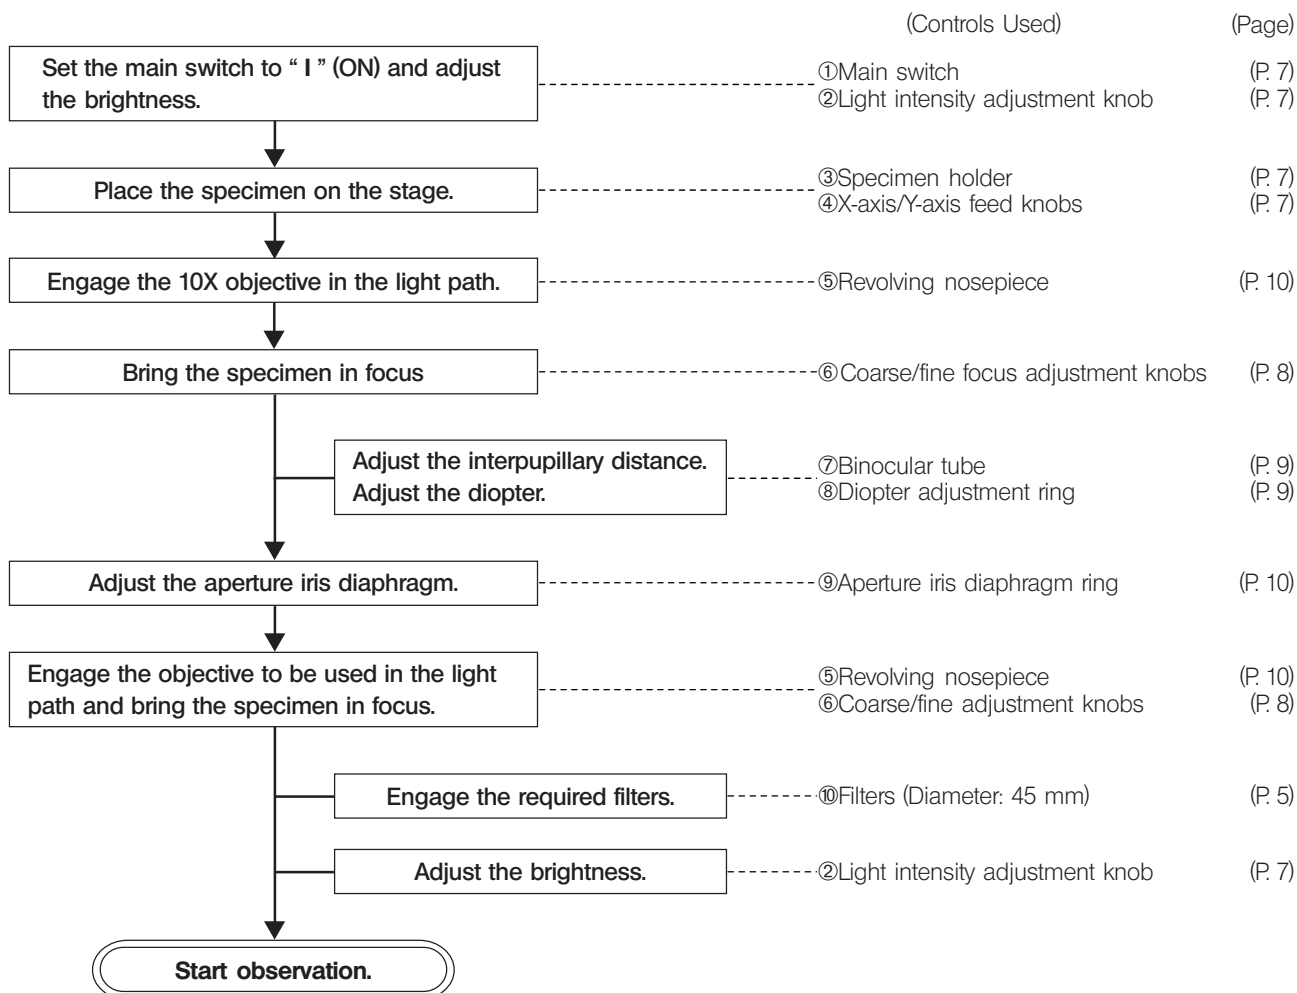 (Controls Used) (Page)
Set the main switch to “ I ” (ON) and adjust
the brightness.
①Main switch (P. 7)
②Light intensity adjustment knob (P. 7)
Place the specimen on the stage.
③Specimen holder (P. 7)
④X-axis/Y-axis feed knobs (P. 7)
Engage the 10X objective in the light path.
⑤Revolving nosepiece (P. 10)
Bring the specimen in focus
⑥Coarse/fine focus adjustment knobs (P. 8)
Adjust the interpupillary distance.
Adjust the diopter.
⑦Binocular tube (P. 9)
⑧Diopter adjustment ring (P. 9)
Adjust the aperture iris diaphragm.
⑨Aperture iris diaphragm ring (P. 10)
Engage the objective to be used in the light
path and bring the specimen in focus.
⑤Revolving nosepiece (P. 10)
⑥Coarse/fine adjustment knobs (P. 8)
Engage the required filters.
⑩Filters (Diameter: 45 mm) (P. 5)
Adjust the brightness.
②Light intensity adjustment knob (P. 7)
Start observation.